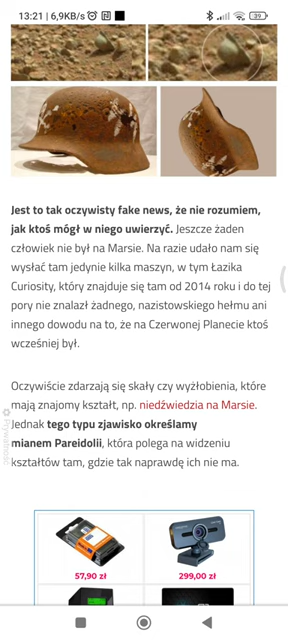 13:21 | 6,9KB/s
39
Jest to tak oczywisty fake news, że nie rozumiem,
jak ktoś mógł w niego uwierzyć. Jeszcze żaden
człowiek nie był na Marsie. Na razie udało nam się
wysłać tam jedynie kilka maszyn, w tym Łazika
Curiosity, który znajduje się tam od 2014 roku i do tej
pory nie znalazł żadnego, nazistowskiego hełmu ani
innego dowodu na to, że na Czerwonej Planecie ktoś
wcześniej był.
Oczywiście zdarzają się skały czy wyżłobienia, które
mają znajomy kształt, np. niedźwiedzia na Marsie.
Jednak tego typu zjawisko określamy
mianem Pareidolii, która polega na widzeniu
kształtów tam, gdzie tak naprawdę ich nie ma.
Prywatność
57,90 zł
299,00 zł